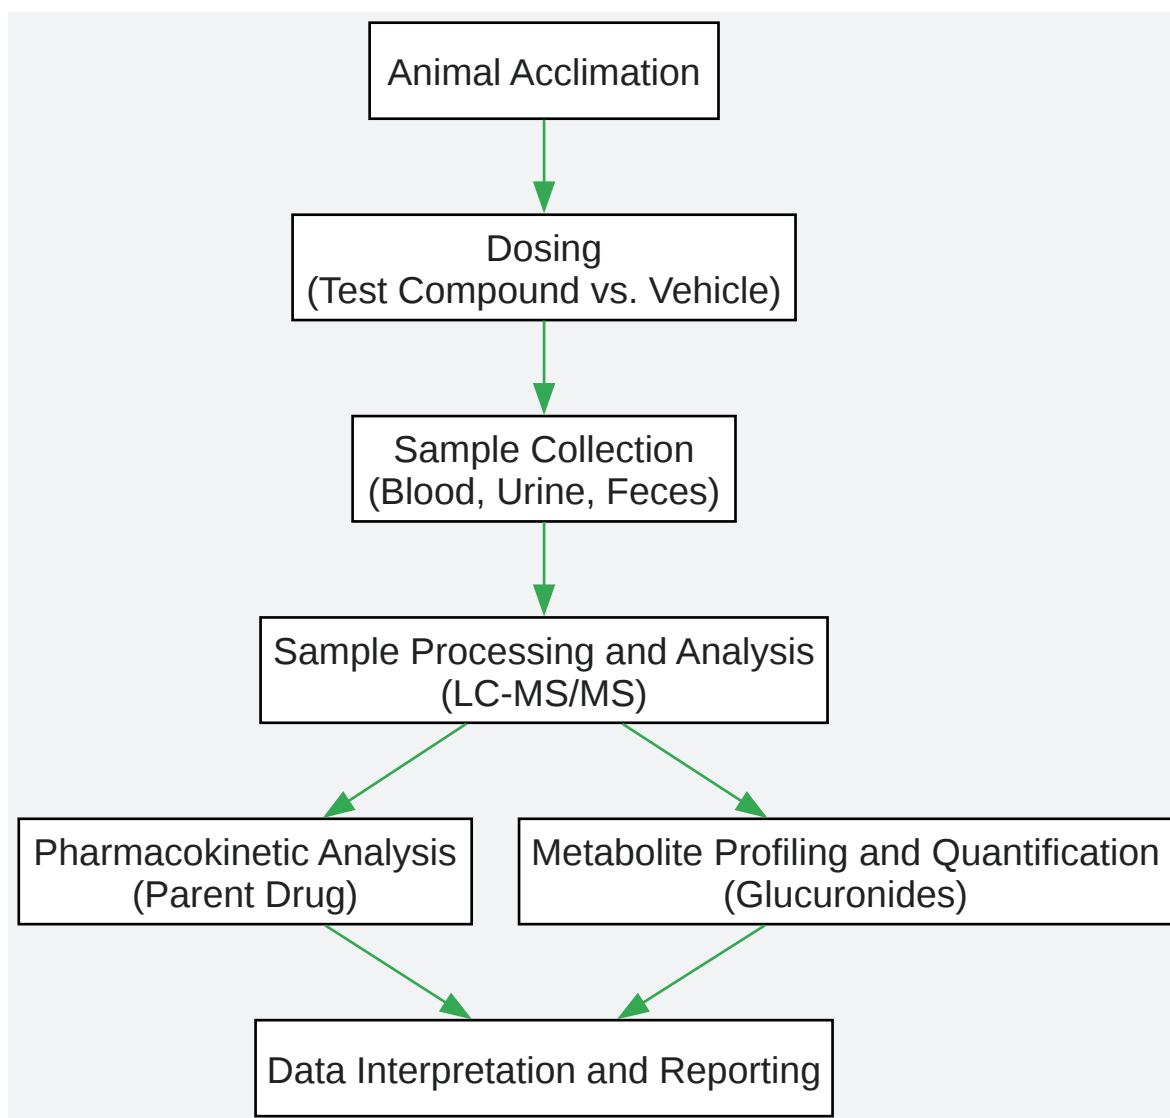 Animal Acclimation
Dosing
(Test Compound vs. Vehicle)
Sample Collection
(Blood, Urine, Feces)
Sample Processing and Analysis
(LC-MS/MS)
Pharmacokinetic Analysis
(Parent Drug)
Metabolite Profiling and Quantification
(Glucuronides)
Data Interpretation and Reporting